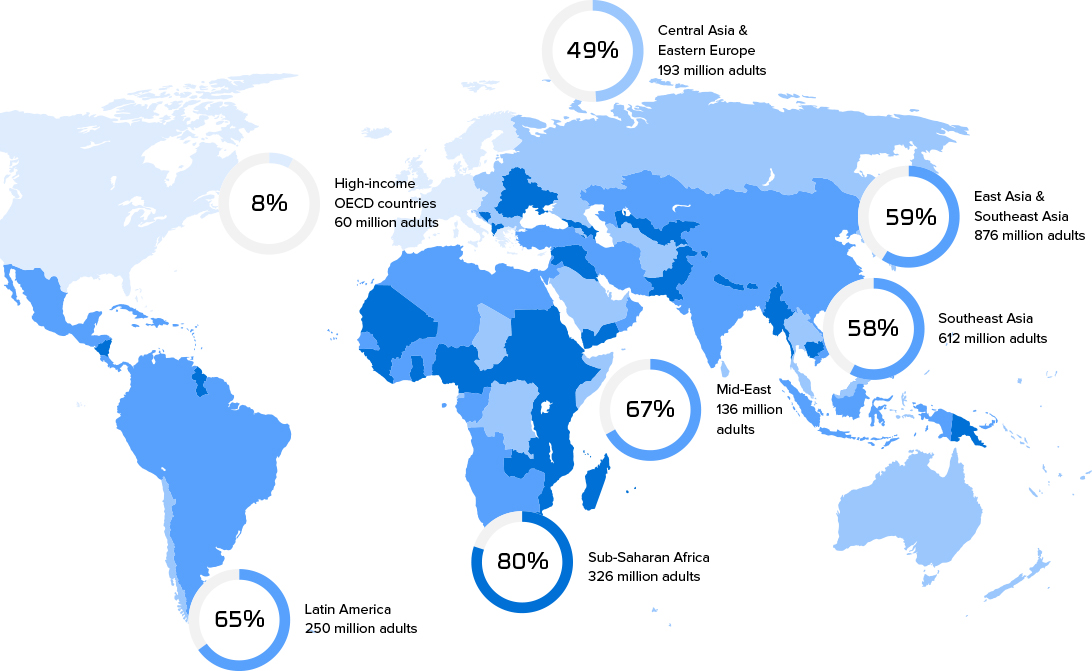 49%
Central Asia &
Eastern Europe
193 million adults
8%
High-income
OECD countries
60 million adults
59%
East Asia &
Southeast Asia
876 million adults
58%
Southeast Asia
612 million adults
67%
Mid-East
136 million
adults
80%
Sub-Saharan Africa
326 million adults
65%
Latin America
250 million adults